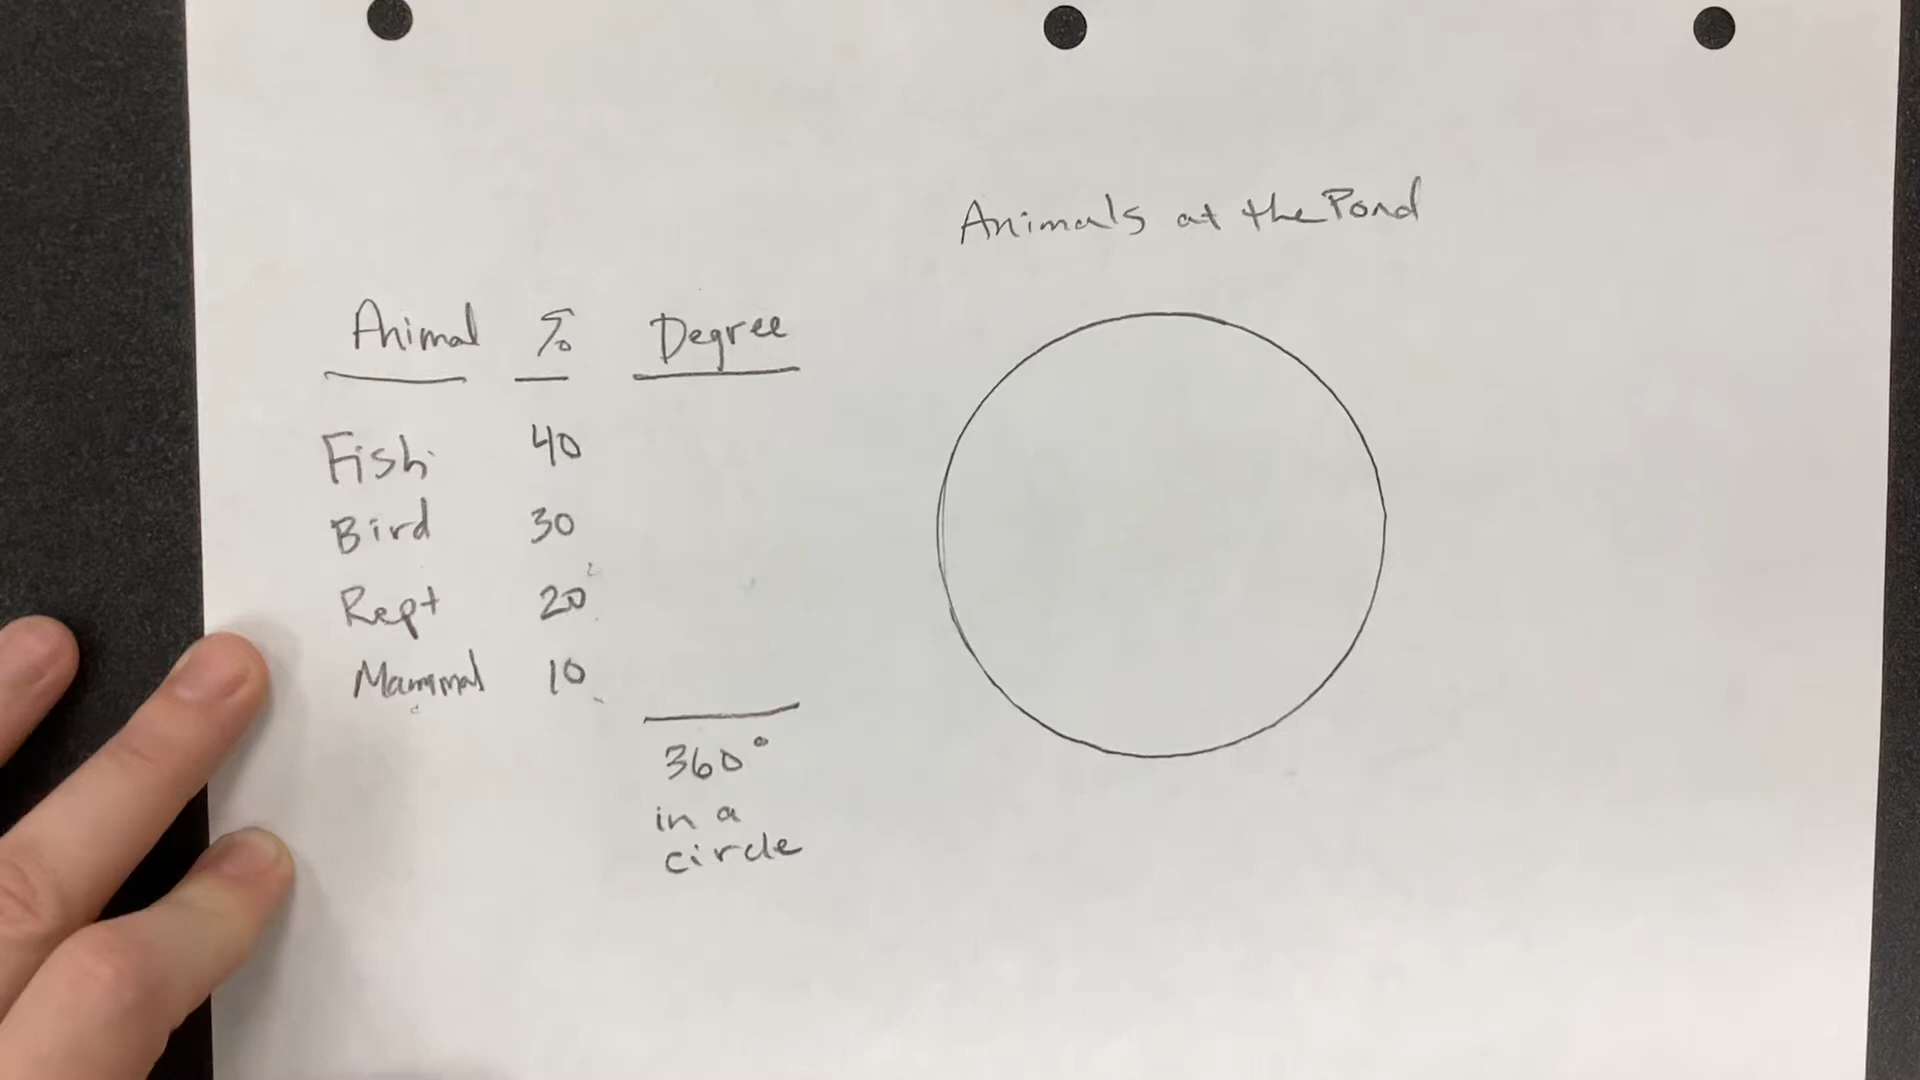 Animals at the Pond
Animal % Degree
Fish 40
Bird 30
Rept 20
Mammal 10
360°
in a
circle